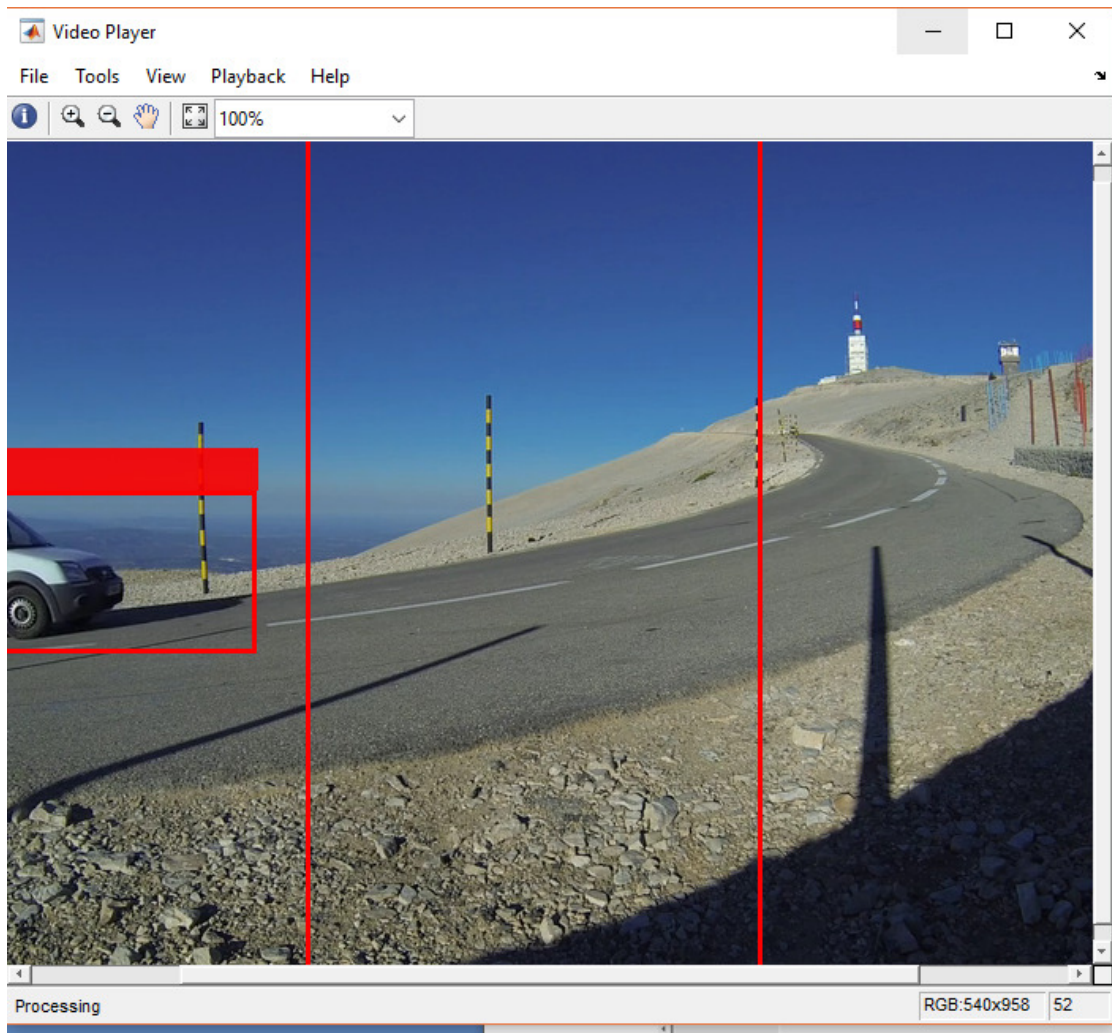 Video Player
File Tools View Playback Help
100%
Processing
RGB:540x958
52